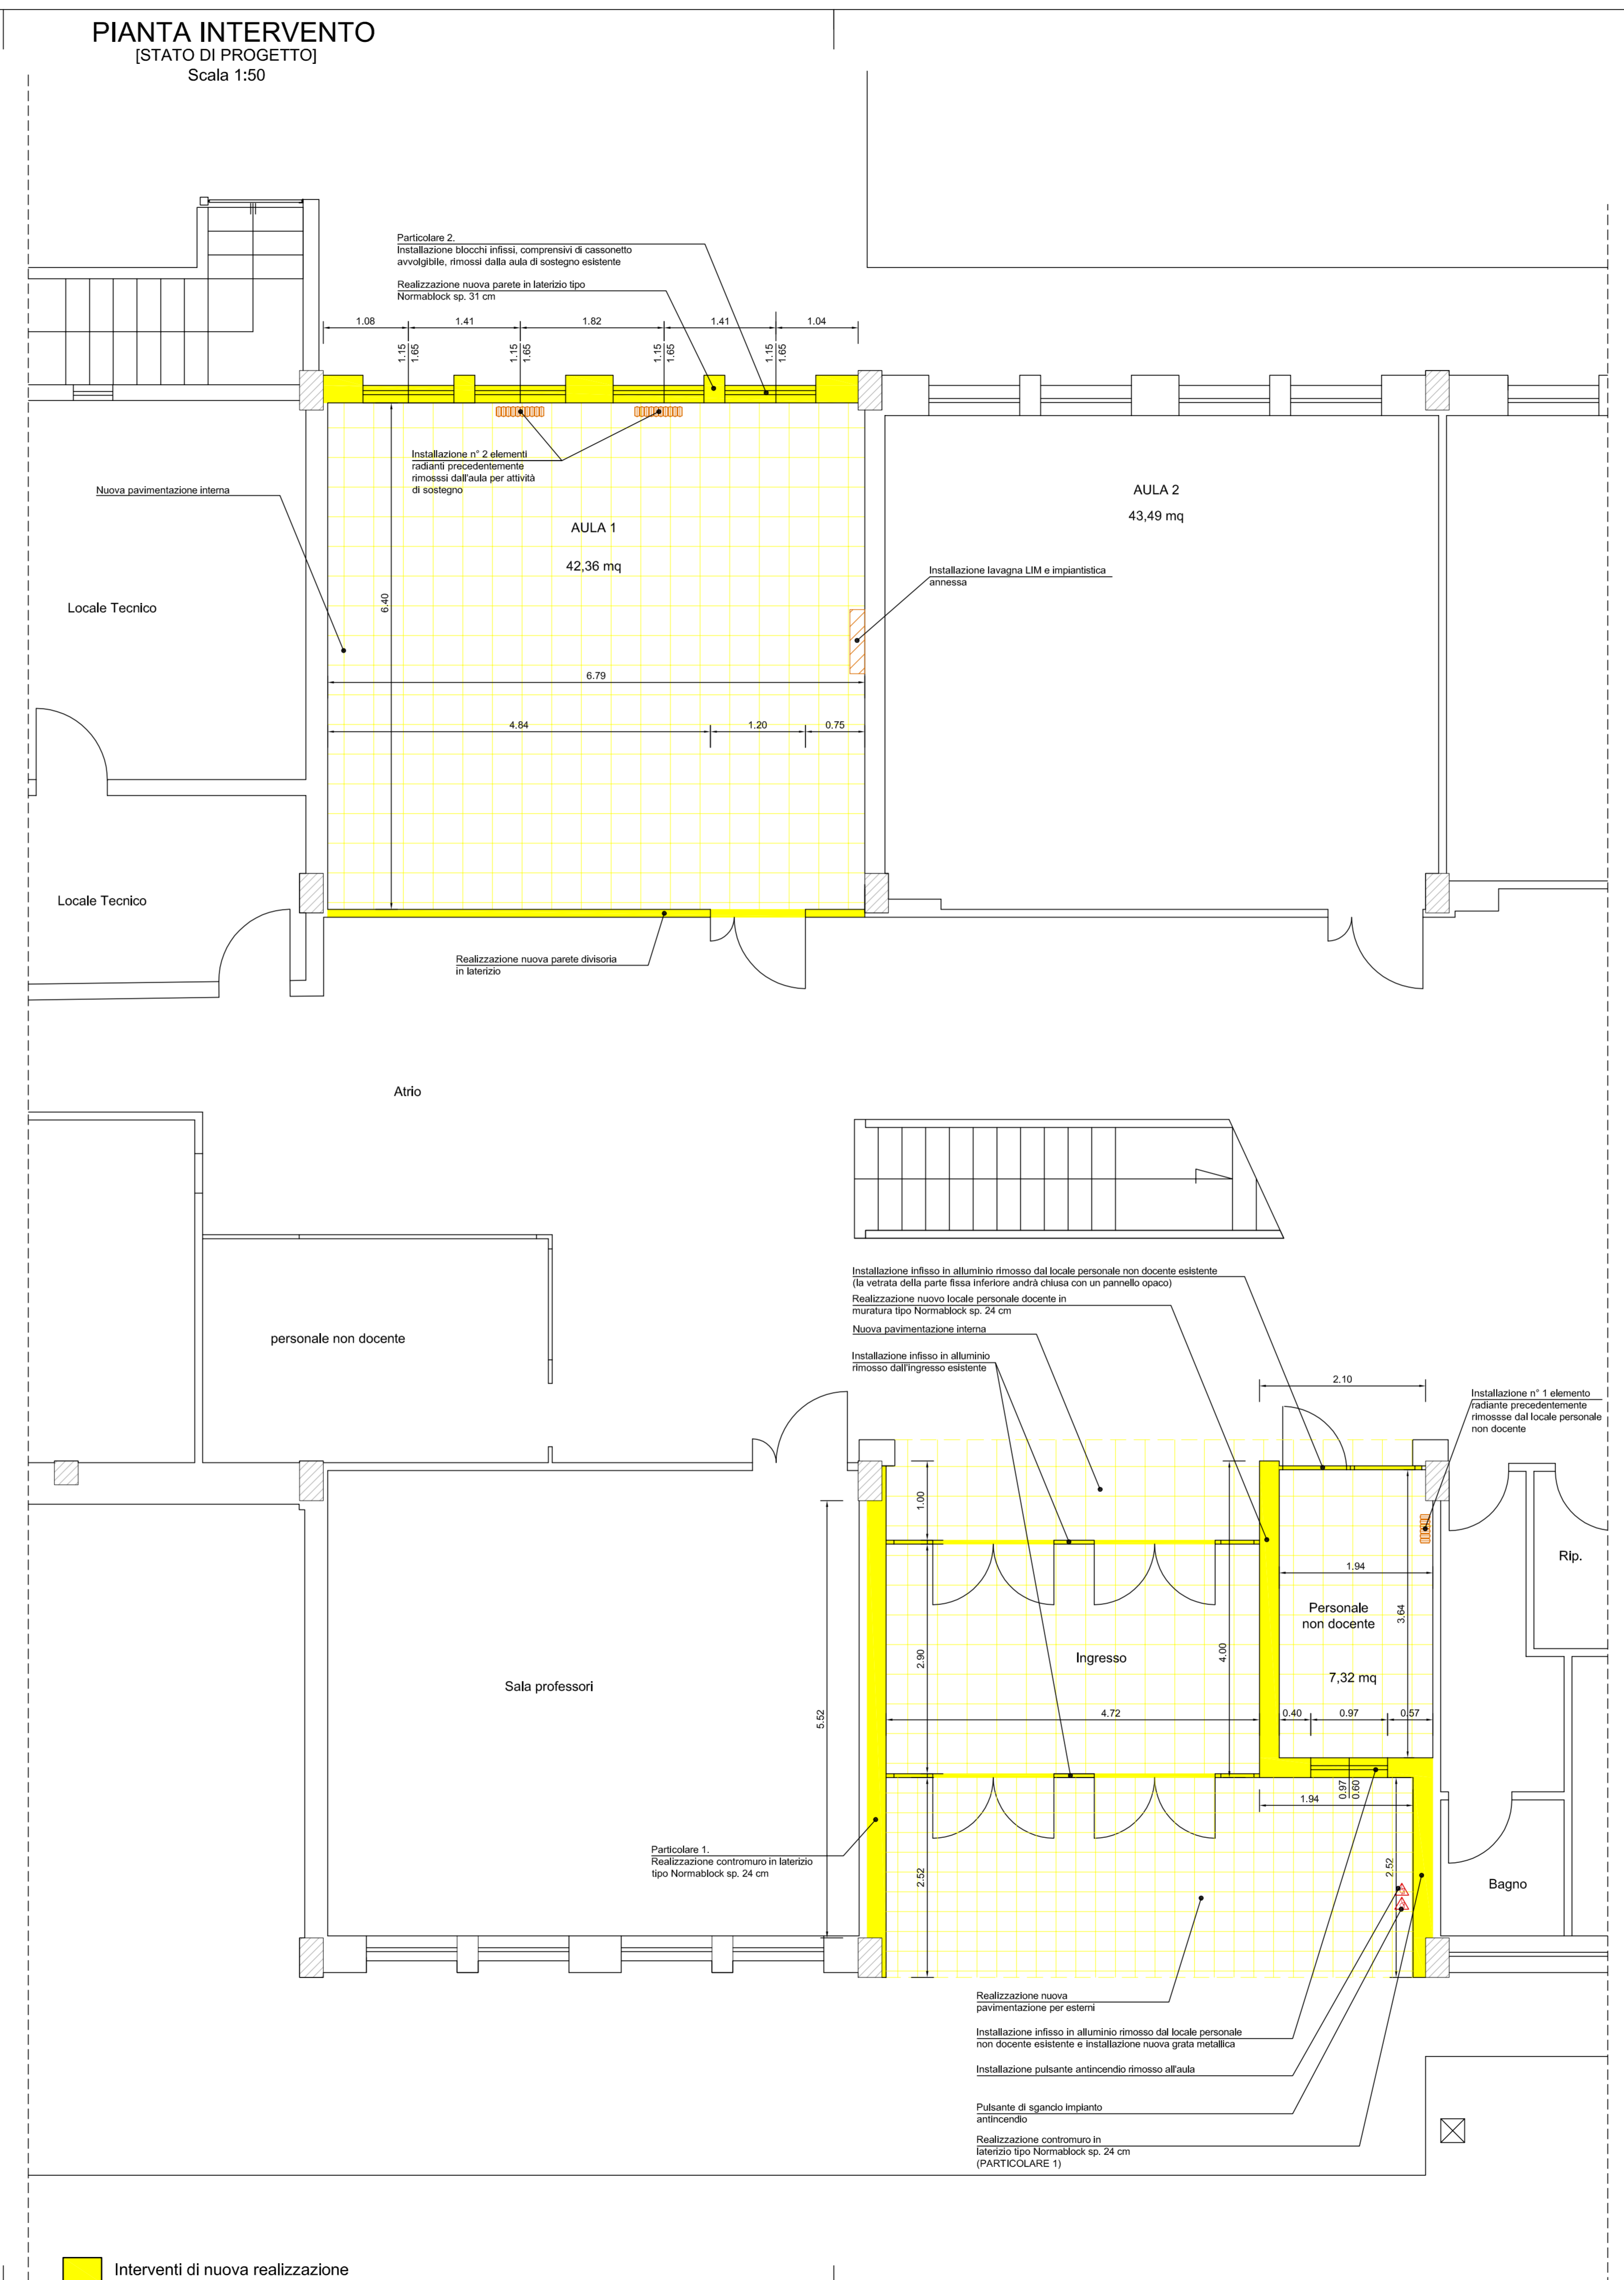 PIANTA INTERVENTO
[STATO DI PROGETTO]
Scala 1:50
Particolare 2.
Installazione blocchi infissi, comprensivi di cassonetto
avvolgibile, rimossi dalla aula di sostegno esistente
Realizzazione nuova parete in laterizio tipo
Normablock sp. 31 cm
1.08
1.41
1.82
1.41
1.04
1.15
1.65
1.15
1.65
1.15
1.65
1.15
1.65
Installazione n° 2 elementi
radianti precedentemente
rimosssi dall'aula per attività
di sostegno
Nuova pavimentazione interna
AULA 1
42,36 mq
AULA 2
43,49 mq
Installazione lavagna LIM e impiantistica
annessa
Locale Tecnico
6.40
6.79
4.84
1.20
0.75
Locale Tecnico
Realizzazione nuova parete divisoria
in laterizio
Atrio
Installazione infisso in alluminio rimosso dal locale personale non docente esistente
(la vetrata della parte fissa inferiore andrà chiusa con un pannello opaco)
Realizzazione nuovo locale personale docente in
muratura tipo Normablock sp. 24 cm
Nuova pavimentazione interna
Installazione infisso in alluminio
rimosso dall'ingresso esistente
personale non docente
2.10
Installazione n° 1 elemento
radiante precedentemente
rimossse dal locale personale
non docente
1.00
Rip.
1.94
Personale
non docente
3.64
7,32 mq
2.90
Ingresso
4.00
Sala professori
5.52
4.72
0.40
0.97
0.57
0.97
0.60
1.94
Particolare 1.
Realizzazione contromuro in laterizio
tipo Normablock sp. 24 cm
2.52
2.52
Bagno
Realizzazione nuova
pavimentazione per esterni
Installazione infisso in alluminio rimosso dal locale personale
non docente esistente e installazione nuova grata metallica
Installazione pulsante antincendio rimosso all'aula
Pulsante di sgancio impianto
antincendio
Realizzazione contromuro in
laterizio tipo Normablock sp. 24 cm
(PARTICOLARE 1)
Interventi di nuova realizzazione